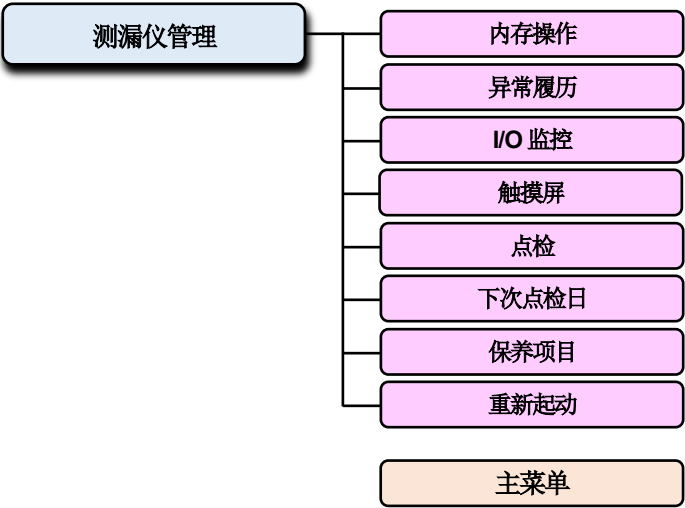 测漏仪管理
内存操作
异常履历
I/O 监控
触摸屏
点检
下次点检日
保养项目
重新起动
主菜单